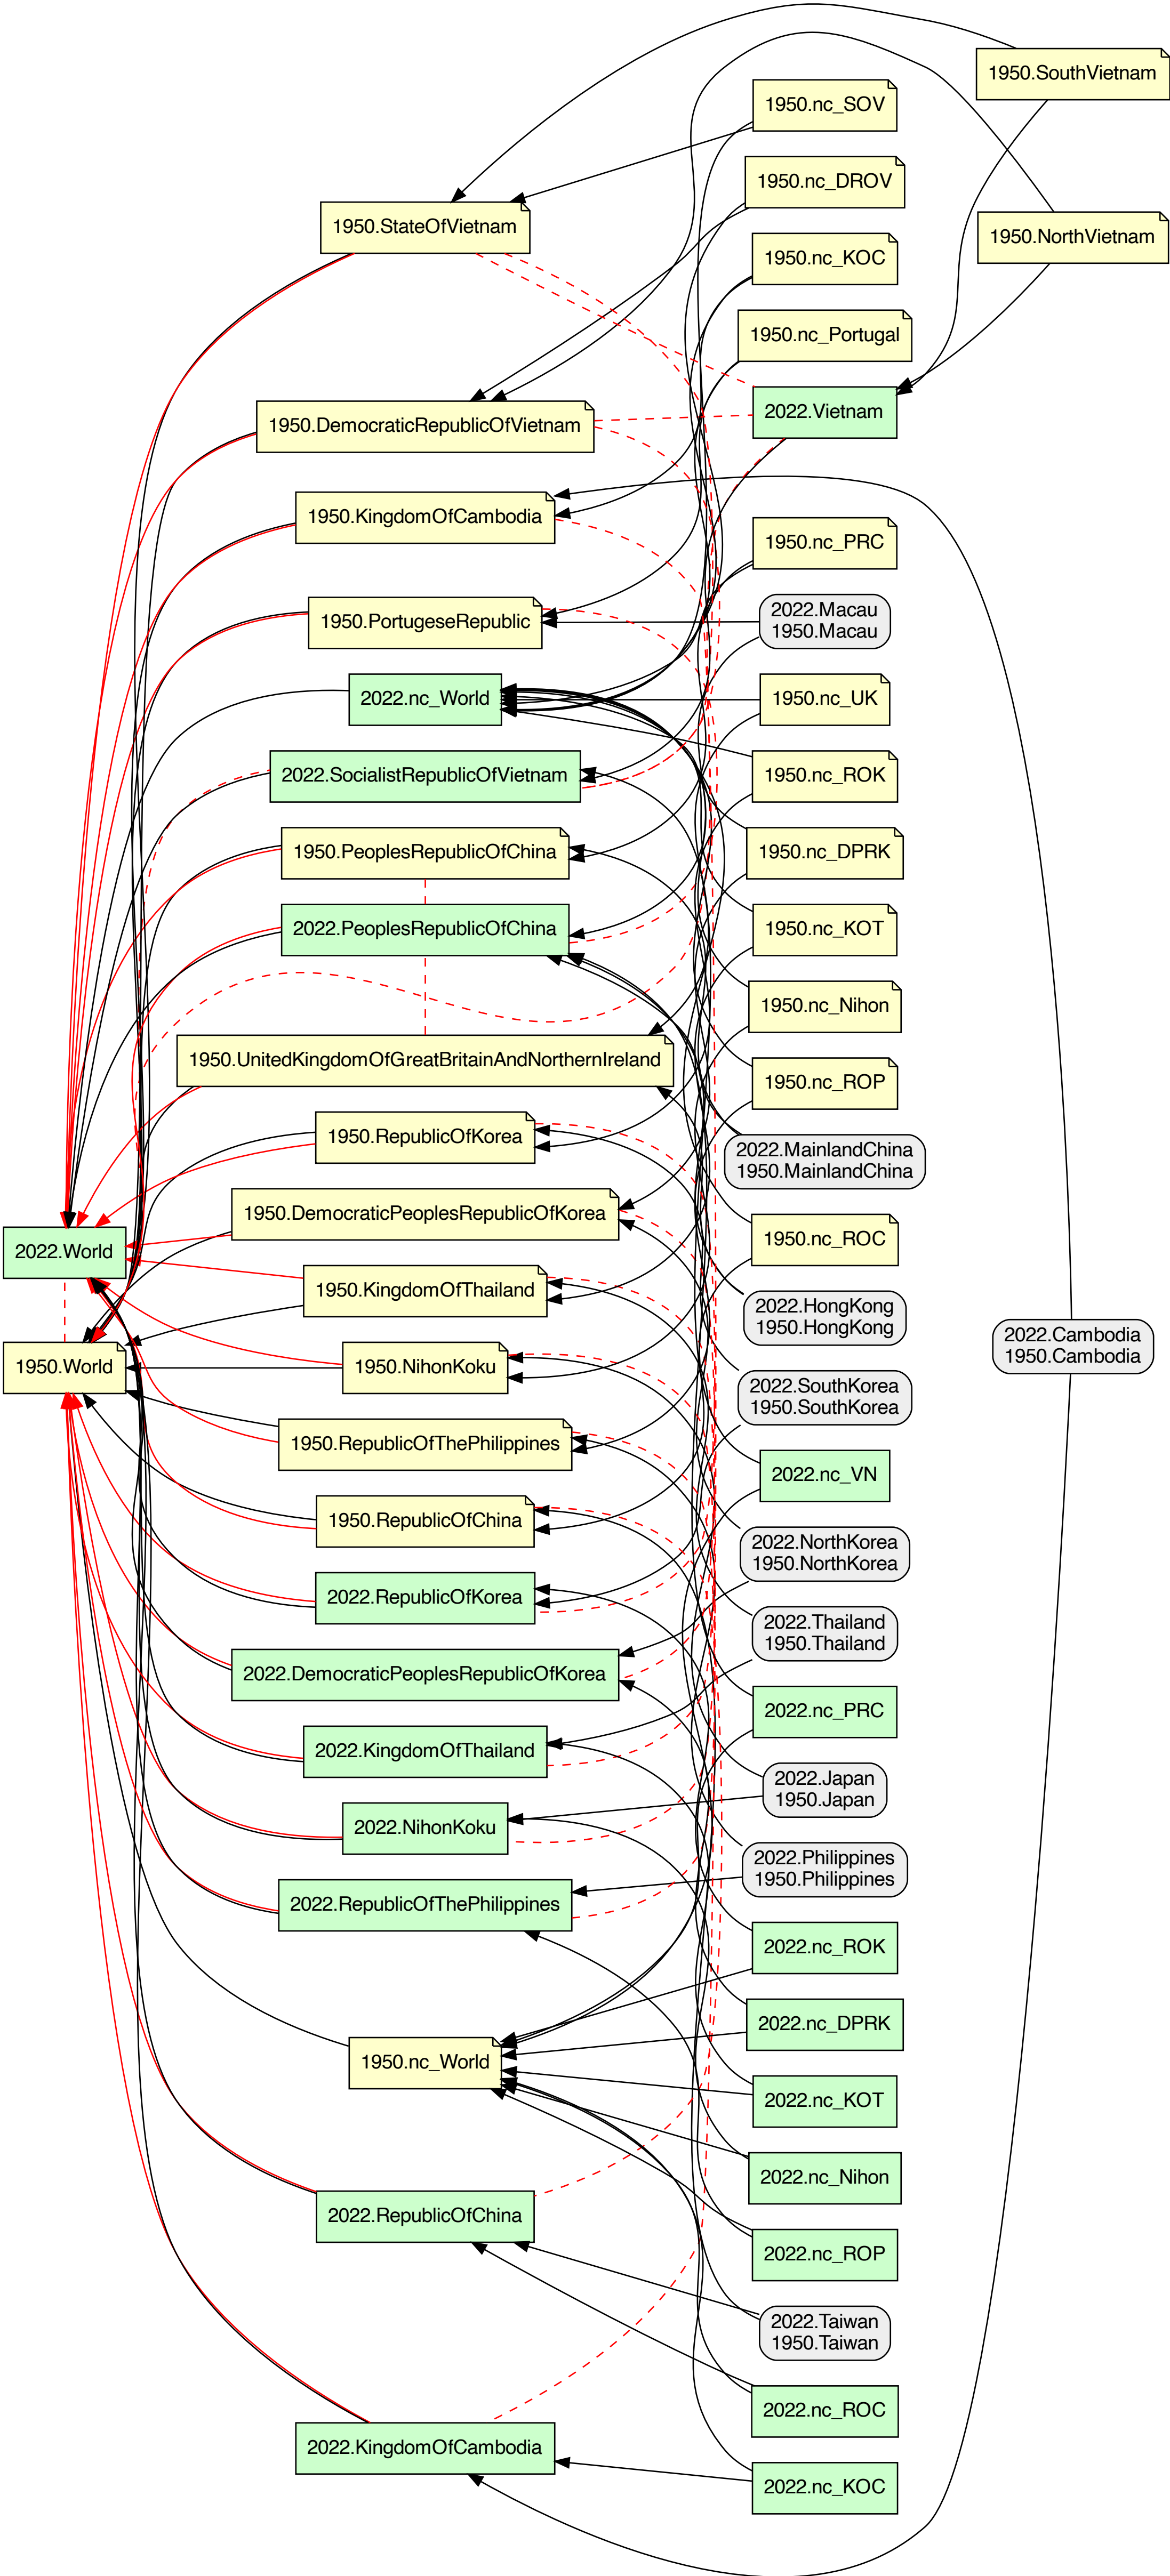 1950.SouthVietnam
1950.nc_SOV
1950.nc_DROV
1950.StateOfVietnam
1950.NorthVietnam
1950.nc_KOC
1950.nc_Portugal
2022.Vietnam
1950.DemocraticRepublicOfVietnam
1950.KingdomOfCambodia
1950.nc_PRC
2022.Macau
1950.Macau
1950.PortugeseRepublic
2022.nc_World
1950.nc_UK
2022.SocialistRepublicOfVietnam
1950.nc_ROK
1950.PeoplesRepublicOfChina
1950.nc_DPRK
2022.PeoplesRepublicOfChina
1950.nc_KOT
1950.nc_Nihon
1950.UnitedKingdomOfGreatBritainAndNorthernIreland
1950.nc_ROP
1950.RepublicOfKorea
2022.MainlandChina
1950.MainlandChina
1950.DemocraticPeoplesRepublicOfKorea
1950.nc_ROC
2022.World
1950.KingdomOfThailand
2022.HongKong
1950.HongKong
2022.Cambodia
1950.Cambodia
1950.World
1950.NihonKoku
2022.SouthKorea
1950.SouthKorea
1950.RepublicOfThePhilippines
2022.nc_VN
1950.RepublicOfChina
2022.NorthKorea
1950.NorthKorea
2022.RepublicOfKorea
2022.Thailand
1950.Thailand
2022.DemocraticPeoplesRepublicOfKorea
2022.nc_PRC
2022.KingdomOfThailand
2022.Japan
1950.Japan
2022.NihonKoku
2022.Philippines
1950.Philippines
2022.RepublicOfThePhilippines
2022.nc_ROK
2022.nc_DPRK
1950.nc_World
2022.nc_KOT
2022.nc_Nihon
2022.RepublicOfChina
2022.nc_ROP
2022.Taiwan
1950.Taiwan
2022.nc_ROC
2022.KingdomOfCambodia
2022.nc_KOC